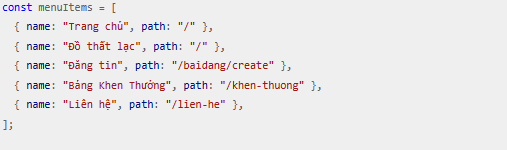 const menuItems = [
{ name: "Trang chủ", path: "/" },
{ name: "Đồ thất lạc", path: "/" },
{ name: "Đăng tin", path: "/baidang/create" },
{ name: "Bảng Khen Thưởng", path: "/khen-thuong" },
{ name: "Liên hệ", path: "/lien-he" },
];